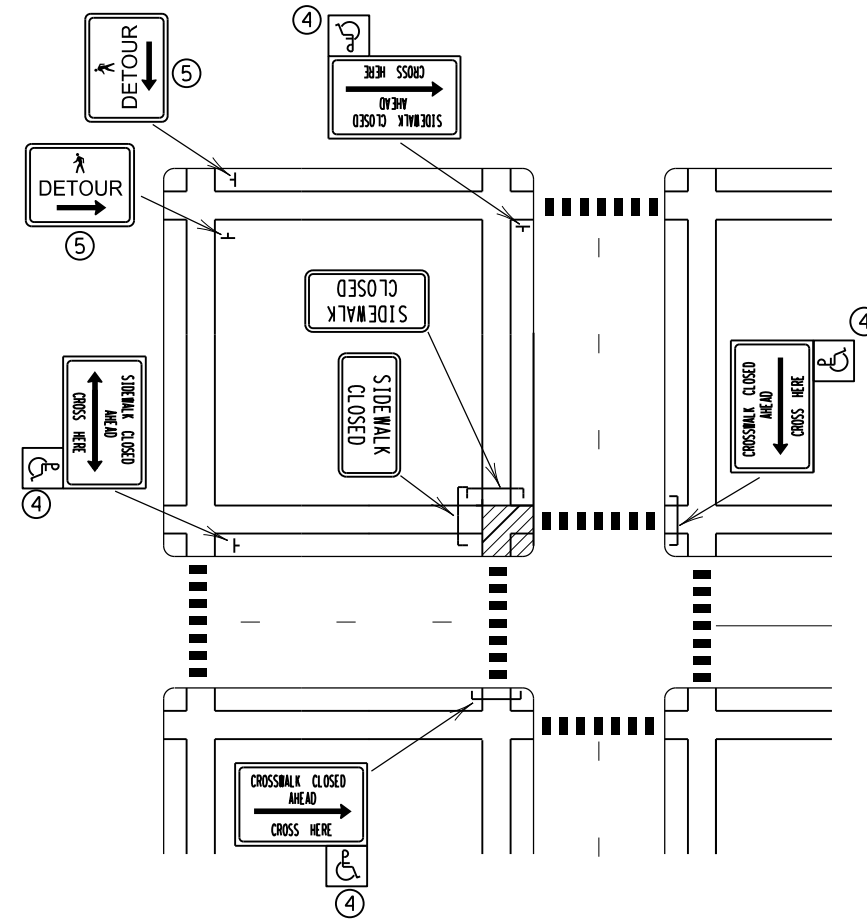 DETOUR
5
4
SIDEWALK CLOSED
AHEAD
CROSS HERE
DETOUR
5
SIDEWALK
CLOSED
SIDEWALK
CLOSED
4
CROSSWALK CLOSED
AHEAD
CROSS HERE
SIDEWALK CLOSED
AHEAD
CROSS HERE
4
CROSSWALK CLOSED
AHEAD
CROSS HERE
4